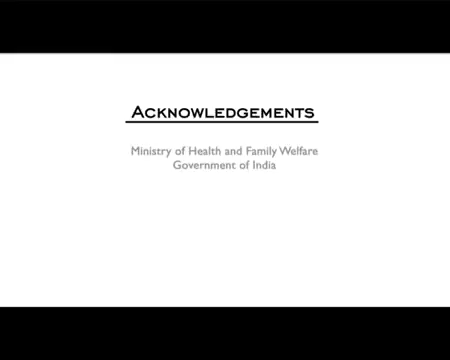 ACKNOWLEDGEMENTS
Ministry of Health and Family Welfare
Government of India